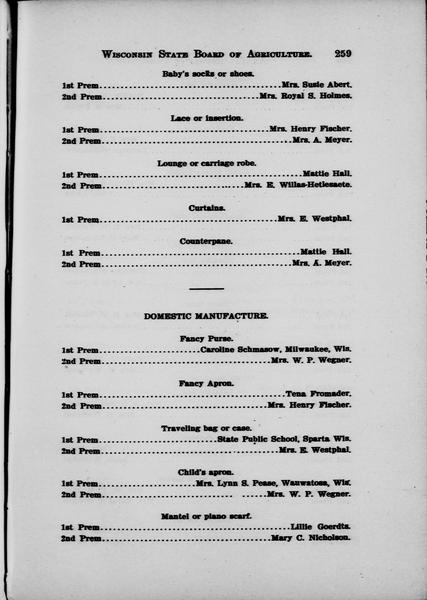 WISCONSIN STATE BOARD OF AGRICULTURE. 259
Baby's socks or shoes.
1st Prem.................................Mrs. Susie Abert.
2nd Prem.............................Mrs. Royal S. Holmes.
Lace or insertion.
1st Prem...............................Mrs. Henry Fischer.
2nd Prem...................................Mrs. A. Meyer.
Lounge or carriage robe.
1st Prem.....................................Mattie Hall.
2nd Prem..........................Mrs. E. Willas-Hetlesaete.
Curtains.
1st Prem................................Mrs. E. Westphal.
Counterpane.
1st Prem.....................................Mattie Hall.
2nd Prem...................................Mrs. A. Meyer.
DOMESTIC MANUFACTURE.
Fancy Purse.
1st Prem..................Caroline Schmasow, Milwaukee, Wis.
2nd Prem...............................Mrs. W. P. Wegner.
Fancy Apron.
1st Prem..................................Tena Fromader.
2nd Prem...............................Mrs. Henry Fischer.
Traveling bag or case.
1st Prem.....................State Public School, Sparta Wis.
2nd Prem................................Mrs. E. Westphal.
Child's apron.
1st Prem.................Mrs. Lynn S. Pease, Wauwatosa, Wis.
2nd Prem........................ ......Mrs. W. P. Wegner.
Mantel or piano scarf.
1st Prem...................................Lillie Goerdts.
2nd Prem...............................Mary C. Nicholson.